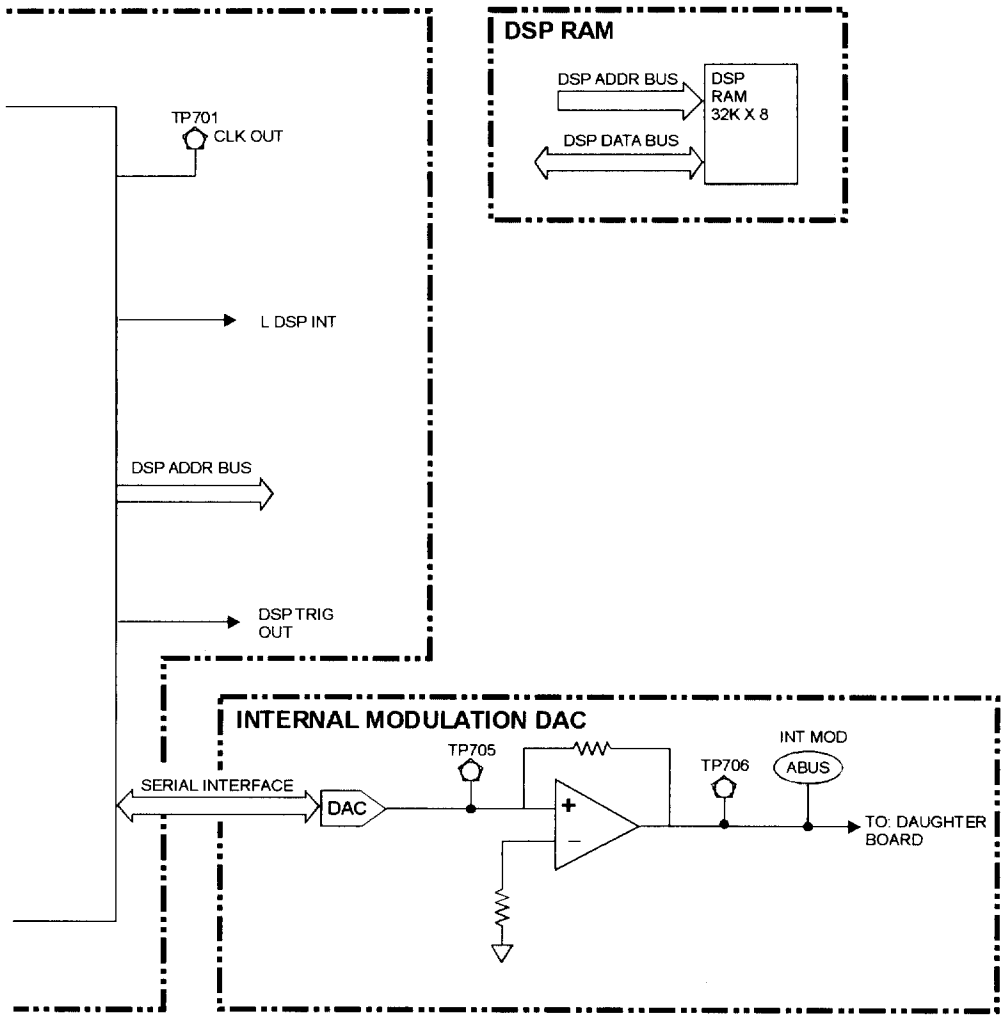 DSP RAM
DSP ADDR BUS
DSP
RAM
32K X 8
DSP DATA BUS
TP701
CLK OUT
L DSP INT
DSP ADDR BUS
DSP TRIG
OUT
INTERNAL MODULATION DAC
SERIAL INTERFACE
DAC
TP705
+
−
TP706
INT MOD
ABUS
TO: DAUGHTER
BOARD